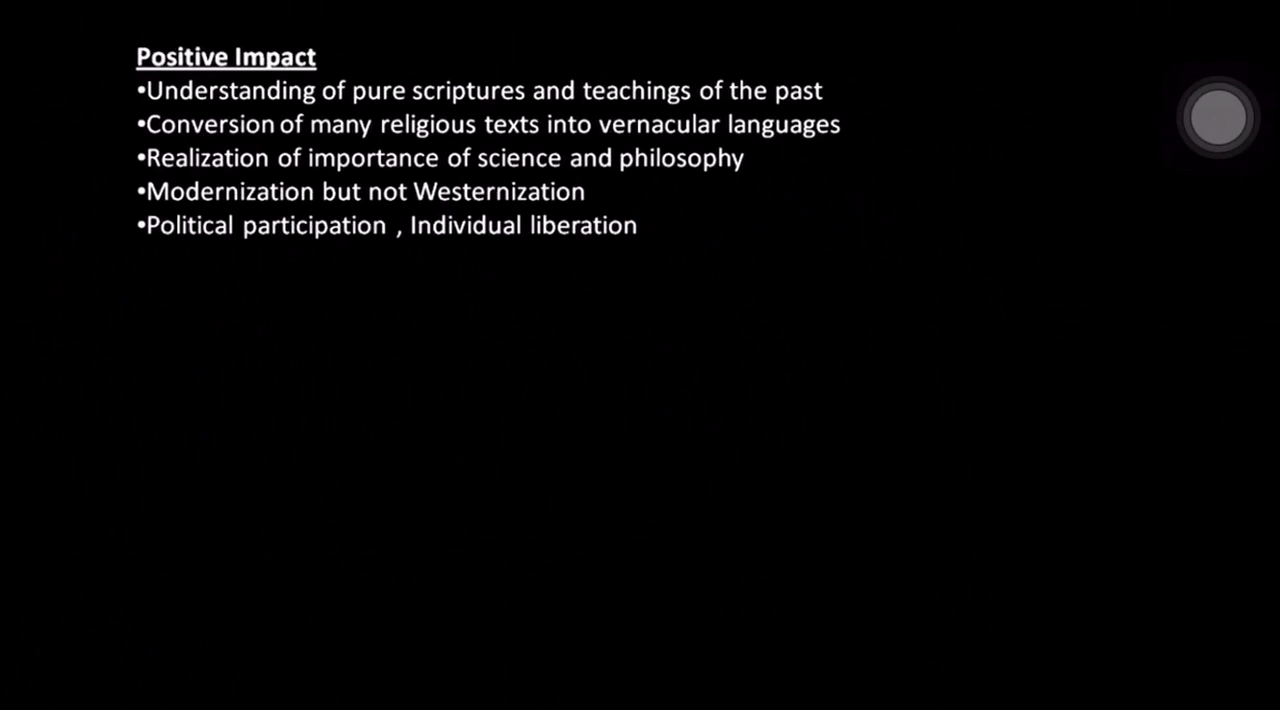 Positive Impact
•Understanding of pure scriptures and teachings of the past
•Conversion of many religious texts into vernacular languages
•Realization of importance of science and philosophy
•Modernization but not Westernization
•Political participation , Individual liberation